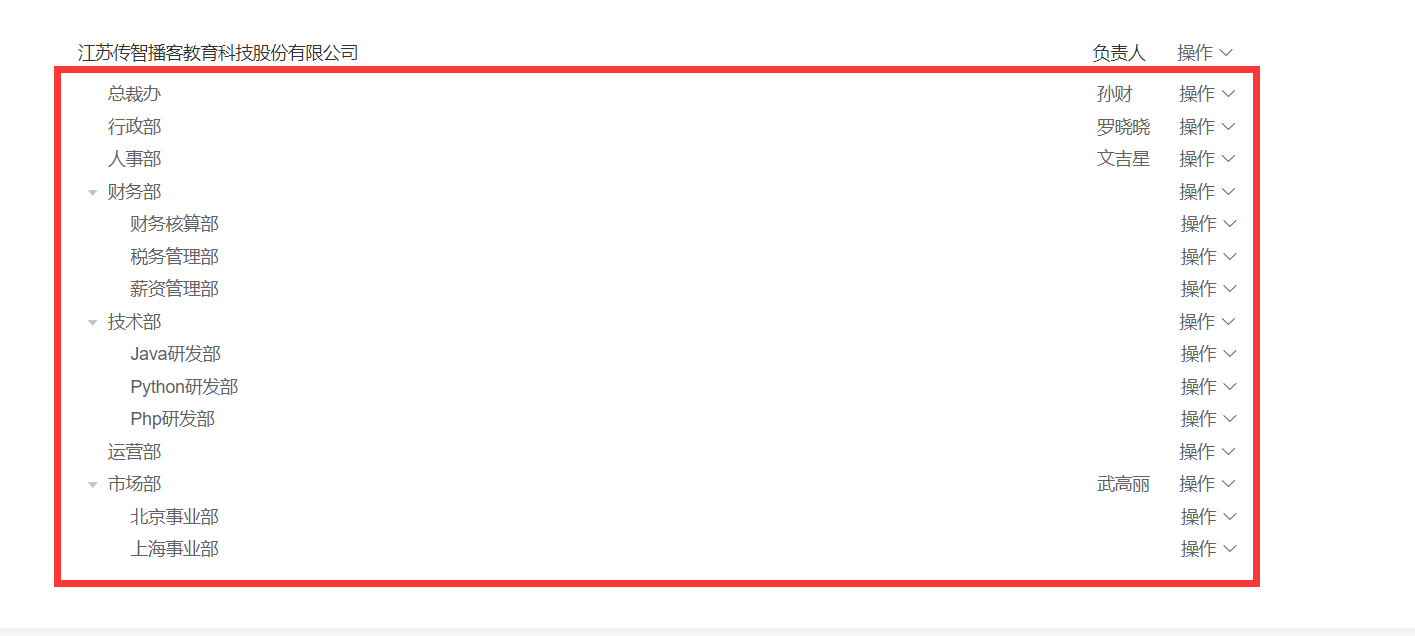 江苏传智播客教育科技股份有限公司 负责人 操作
总裁办 孙财 操作
行政部 罗晓晓 操作
人事部 文吉星 操作
财务部 操作
财务核算部 操作
税务管理部 操作
薪资管理部 操作
技术部 操作
Java研发部 操作
Python研发部 操作
Php研发部 操作
运营部 操作
市场部 武高丽 操作
北京事业部 操作
上海事业部 操作